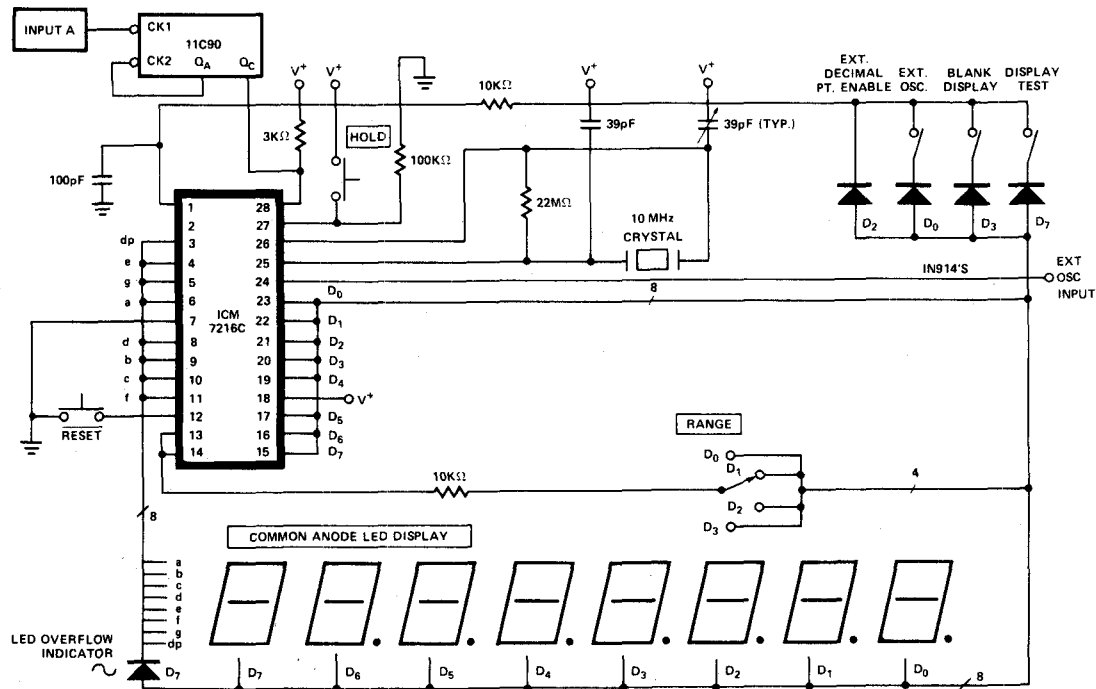 INPUT A
CK1
11C90
CK2 QA QC
V+ V+
V+ V+
3KΩ
HOLD
100KΩ
10KΩ
39pF
39pF (TYP.)
22MΩ
10 MHz
CRYSTAL
100pF
EXT.
DECIMAL
PT. ENABLE
EXT.
OSC.
BLANK
DISPLAY
DISPLAY
TEST
D2 D0 D3 D7
IN914'S
EXT
OSC
INPUT
8
ICM
7216C
1 28
2 27
dp 3 26
e 4 25
g 5 24
a 6 23 D0
7 22 D1
d 8 21 D2
b 9 20 D3
c 10 19 D4
f 11 18 V+
12 17 D5
13 16 D6
14 15 D7
RESET
10KΩ
RANGE
D0
D1
D2
D3
4
8
COMMON ANODE LED DISPLAY
a
b
c
d
e
f
g
dp
LED OVERFLOW
INDICATOR
D7 D7 D6 D5 D4 D3 D2 D1 D0 8